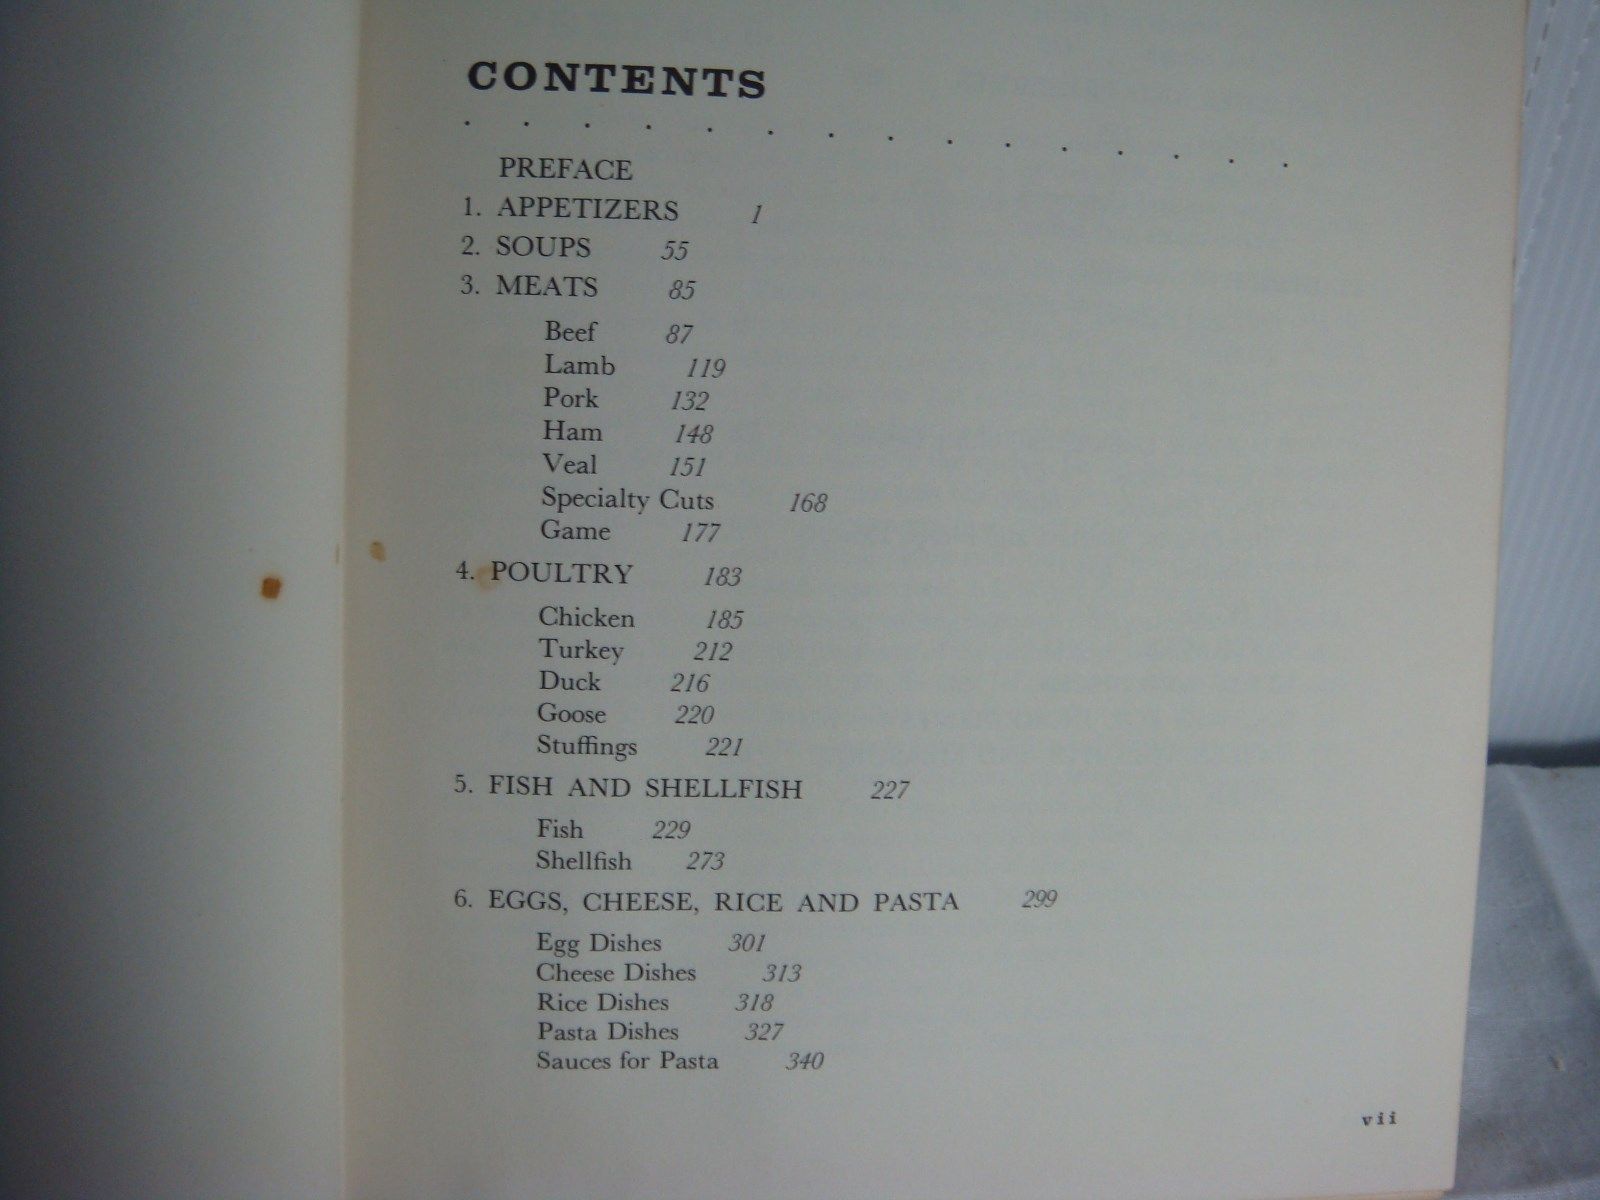 CONTENTS
PREFACE
1. APPETIZERS 1
2. SOUPS 55
3. MEATS 85
Beef 87
Lamb 119
Pork 132
Ham 148
Veal 151
Specialty Cuts 168
Game 177
4. POULTRY 183
Chicken 185
Turkey 212
Duck 216
Goose 220
Stuffings 221
5. FISH AND SHELLFISH 227
Fish 229
Shellfish 273
6. EGGS, CHEESE, RICE AND PASTA 299
Egg Dishes 301
Cheese Dishes 313
Rice Dishes 318
Pasta Dishes 327
Sauces for Pasta 340
vii